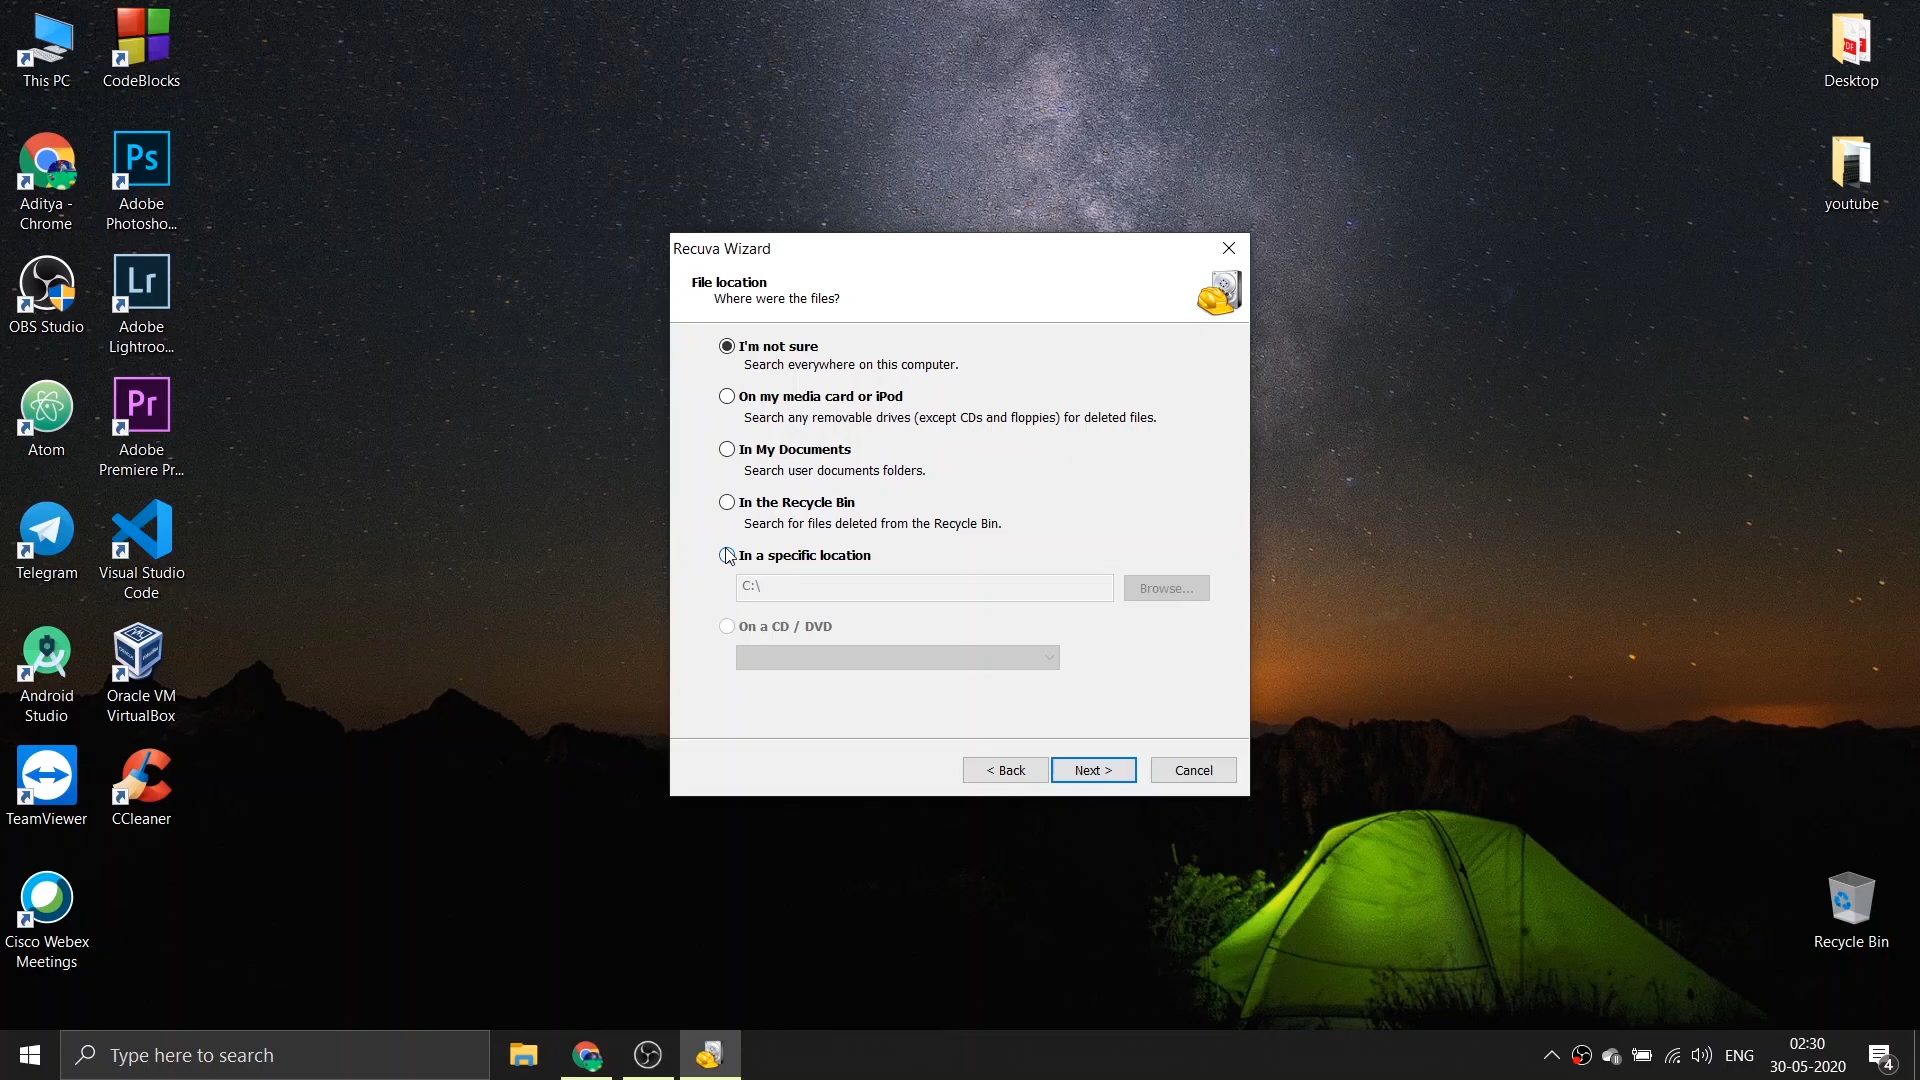 This PC
CodeBlocks
Aditya -
Chrome
Ps
Adobe
Photosho...
OBS Studio
Lr
Adobe
Lightroo...
Atom
Pr
Adobe
Premiere Pr...
Telegram
Visual Studio
Code
Android
Studio
Oracle VM
VirtualBox
TeamViewer
CCleaner
Cisco Webex
Meetings
Recuva Wizard
File location
Where were the files?
I'm not sure
Search everywhere on this computer.
On my media card or iPod
Search any removable drives (except CDs and floppies) for deleted files.
In My Documents
Search user documents folders.
In the Recycle Bin
Search for files deleted from the Recycle Bin.
In a specific location
C:\
Browse...
On a CD / DVD
< Back
Next >
Cancel
PDF
Desktop
youtube
Recycle Bin
Type here to search
ENG
02:30
30-05-2020
4